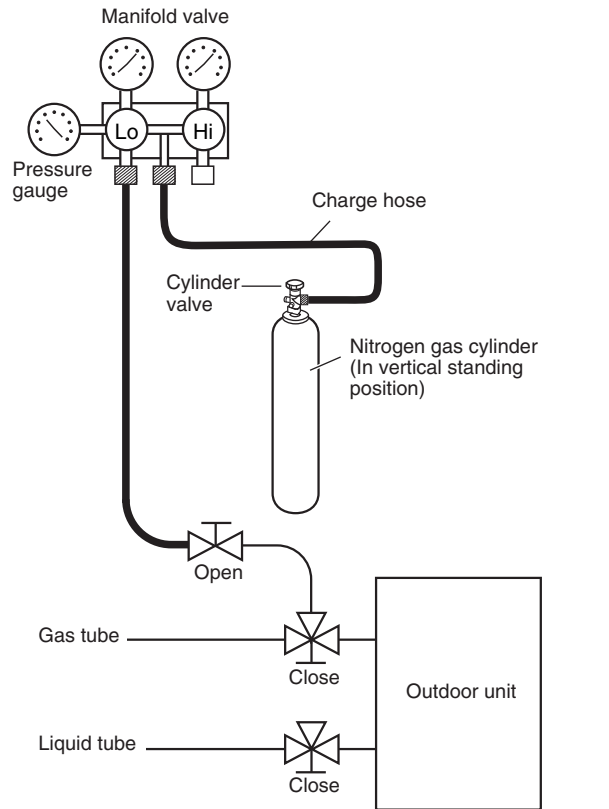 Manifold valve
Lo
Hi
Pressure
gauge
Charge hose
Cylinder
valve
Nitrogen gas cylinder
(In vertical standing
position)
Open
Gas tube
Close
Outdoor unit
Liquid tube
Close